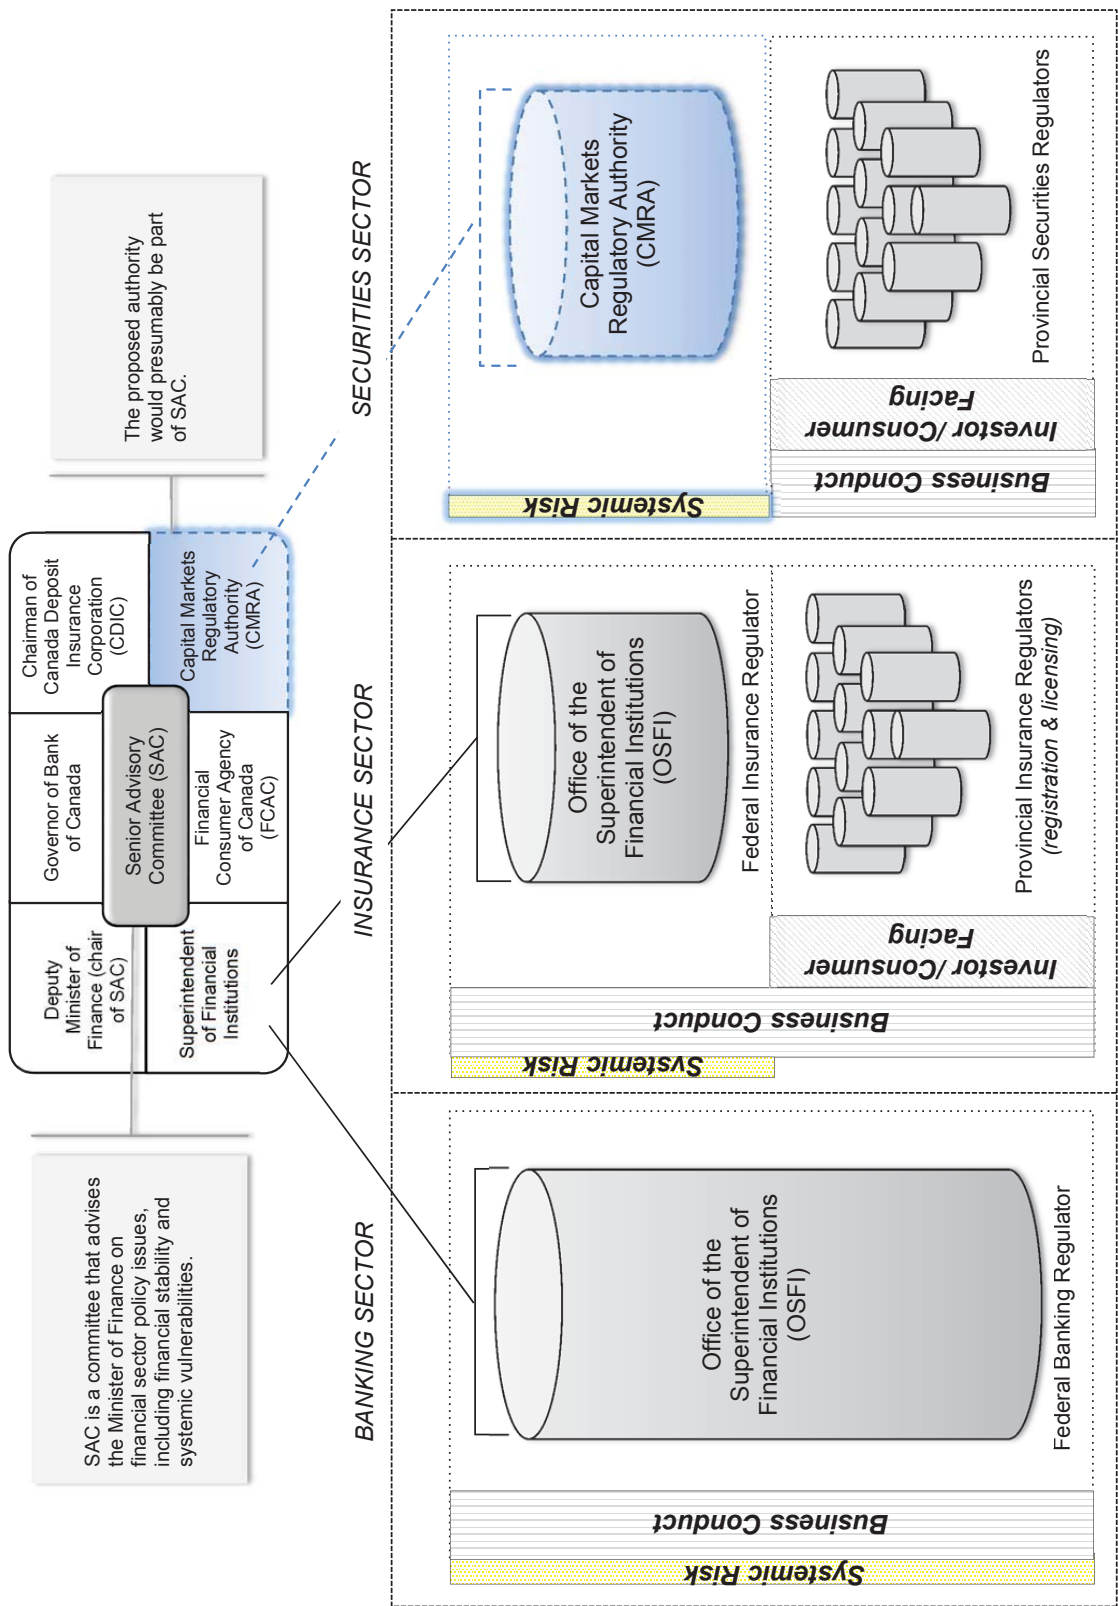 SAC is a committee that advises
the Minister of Finance on
financial sector policy issues,
including financial stability and
systemic vulnerabilities.
Deputy
Minister of
Finance (chair
of SAC)
Governor of Bank
of Canada
Chairman of
Canada Deposit
Insurance
Corporation
(CDIC)
Senior Advisory
Committee (SAC)
Superintendent
of Financial
Institutions
Financial
Consumer Agency
of Canada
(FCAC)
Capital Markets
Regulatory
Authority
(CMRA)
The proposed authority
would presumably be part
of SAC.
BANKING SECTOR
INSURANCE SECTOR
SECURITIES SECTOR
Systemic Risk
Business Conduct
Office of the
Superintendent of
Financial Institutions
(OSFI)
Federal Banking Regulator
Systemic Risk
Business Conduct
Investor/Consumer
Facing
Office of the
Superintendent of
Financial Institutions
(OSFI)
Federal Insurance Regulator
Provincial Insurance Regulators
(registration & licensing)
Systemic Risk
Business Conduct
Investor/Consumer
Facing
Capital Markets
Regulatory Authority
(CMRA)
Provincial Securities Regulators